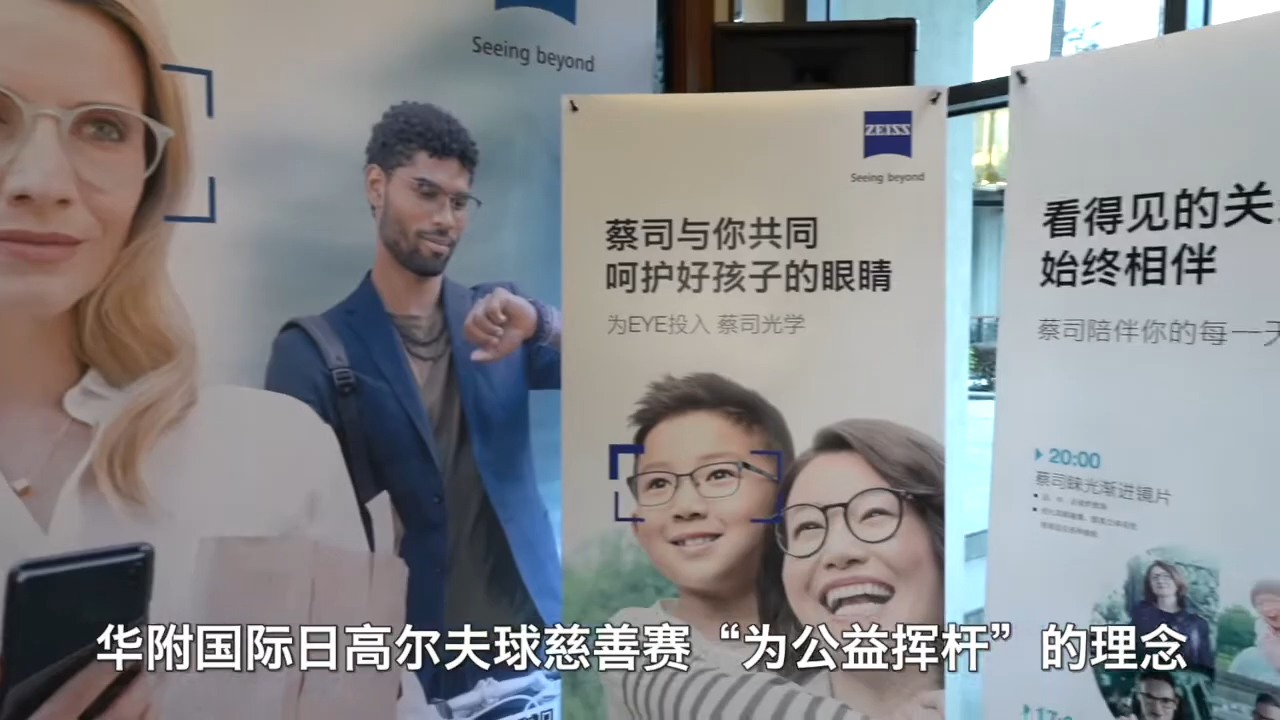 Seeing beyond
ZEISS
Seeing beyond
蔡司与你共同
呵护好孩子的眼睛
为EYE投入 蔡司光学
看得见的关
始终相伴
蔡司陪伴你的每一天
20:00
蔡司睐光渐进镜片
华附国际日高尔夫球慈善赛“为公益挥杆”的理念